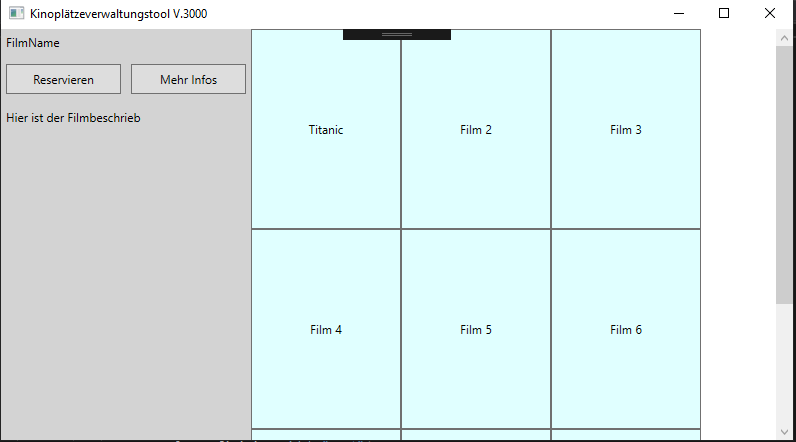 Kinoplätzeverwaltungstool V.3000
FilmName
Reservieren
Mehr Infos
Hier ist der Filmbeschrieb
Titanic
Film 2
Film 3
Film 4
Film 5
Film 6